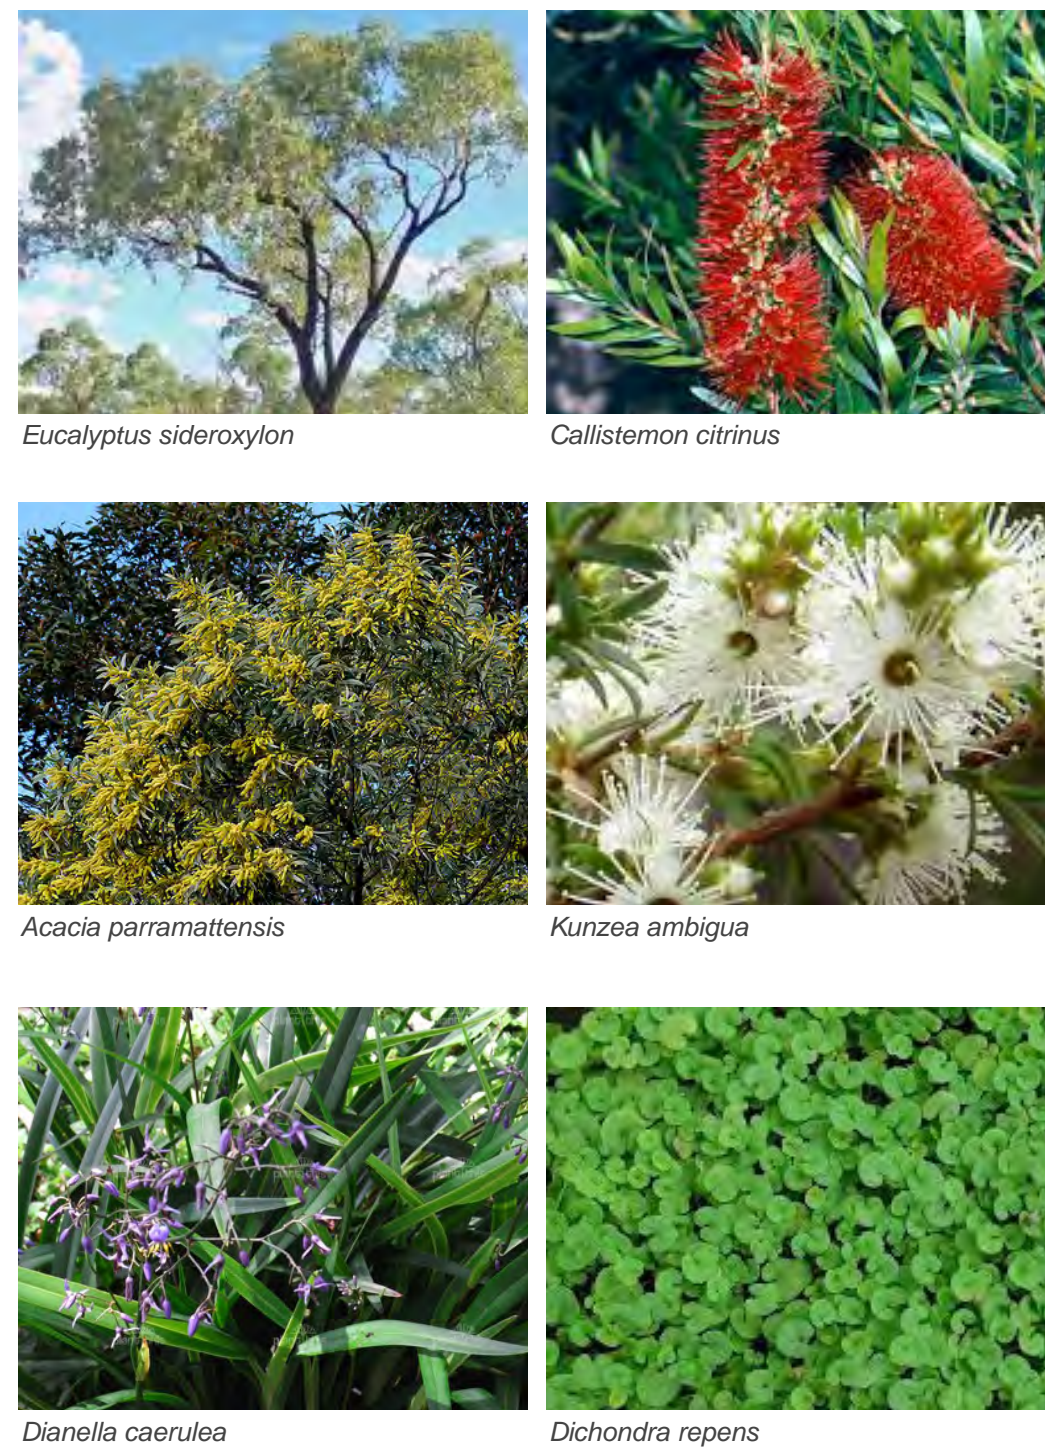 Eucalyptus sideroxylon
Callistemon citrinus
Acacia parramattensis
Kunzea ambigua
Dianella caerulea
Dichondra repens